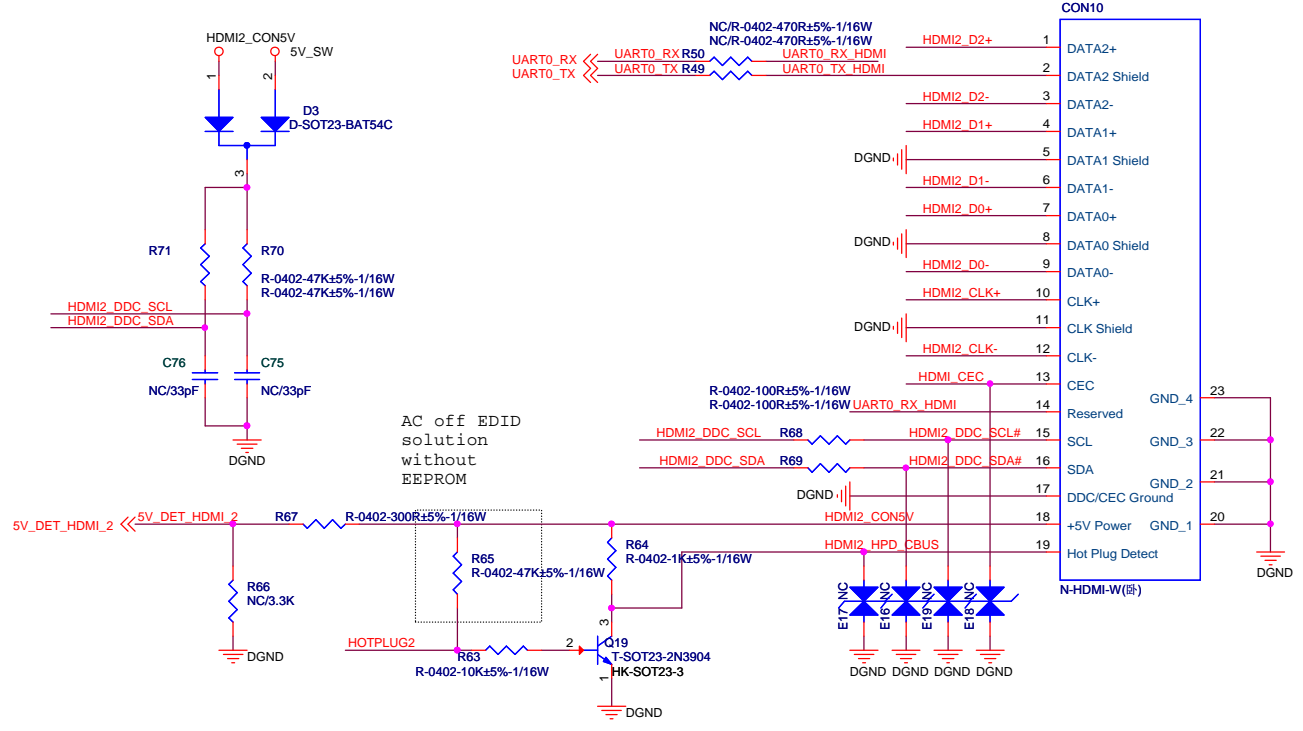 CON10
HDMI2_CON5V
5V_SW
1
2
D3
D-SOT23-BAT54C
3
R71
R70
R-0402-47K±5%-1/16W
R-0402-47K±5%-1/16W
HDMI2_DDC_SCL
HDMI2_DDC_SDA
C76
C75
NC/33pF
NC/33pF
DGND
NC/R-0402-470R±5%-1/16W
NC/R-0402-470R±5%-1/16W
UART0_RX UART0_RX R50 UART0_RX_HDMI
UART0_TX UART0_TX R49 UART0_TX_HDMI
HDMI2_D2+ 1 DATA2+
2 DATA2 Shield
HDMI2_D2- 3 DATA2-
HDMI2_D1+ 4 DATA1+
DGND 5 DATA1 Shield
HDMI2_D1- 6 DATA1-
HDMI2_D0+ 7 DATA0+
DGND 8 DATA0 Shield
HDMI2_D0- 9 DATA0-
HDMI2_CLK+ 10 CLK+
DGND 11 CLK Shield
HDMI2_CLK- 12 CLK-
HDMI_CEC 13 CEC
R-0402-100R±5%-1/16W
R-0402-100R±5%-1/16W
UART0_RX_HDMI 14 Reserved
HDMI2_DDC_SCL R68 HDMI2_DDC_SCL# 15 SCL
HDMI2_DDC_SDA R69 HDMI2_DDC_SDA# 16 SDA
DGND 17 DDC/CEC Ground
HDMI2_CON5V 18 +5V Power
HDMI2_HPD_CBUS 19 Hot Plug Detect
GND_4 23
GND_3 22
GND_2 21
GND_1 20
DGND
N-HDMI-W(卧)
AC off EDID
solution
without
EEPROM
5V_DET_HDMI_2 5V_DET_HDMI_2 R67 R-0402-300R±5%-1/16W
R66
NC/3.3K
DGND
R65
R-0402-47K±5%-1/16W
R64
R-0402-1K±5%-1/16W
HOTPLUG2
R63
R-0402-10K±5%-1/16W
2
3
1
Q19
T-SOT23-2N3904
HK-SOT23-3
DGND
E17 NC
E16 NC
E19 NC
E18 NC
DGND DGND DGND DGND